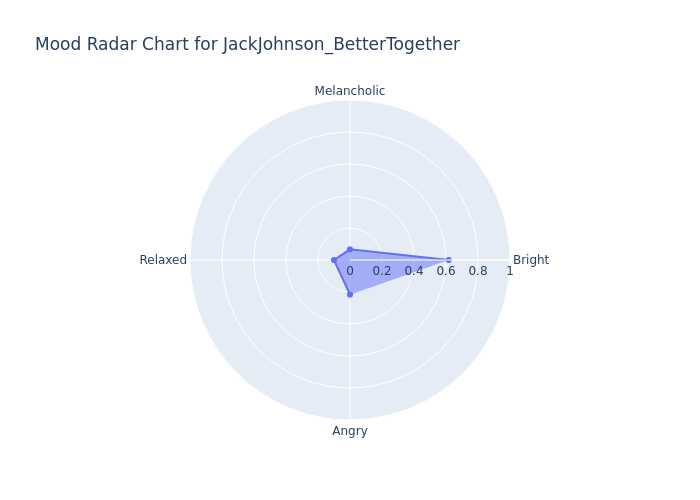 Mood Radar Chart for JackJohnson_BetterTogether
Melancholic
Relaxed
Bright
0 0.2 0.4 0.6 0.8 1
Angry